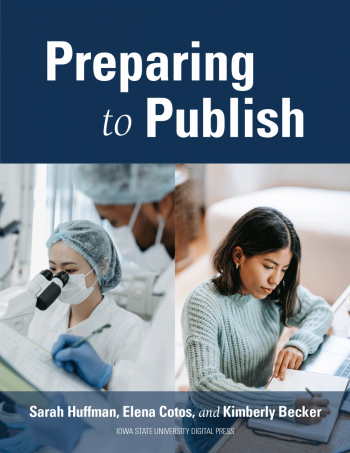 Preparing
to Publish
Sarah Huffman, Elena Cotos, and Kimberly Becker
IOWA STATE UNIVERSITY DIGITAL PRESS